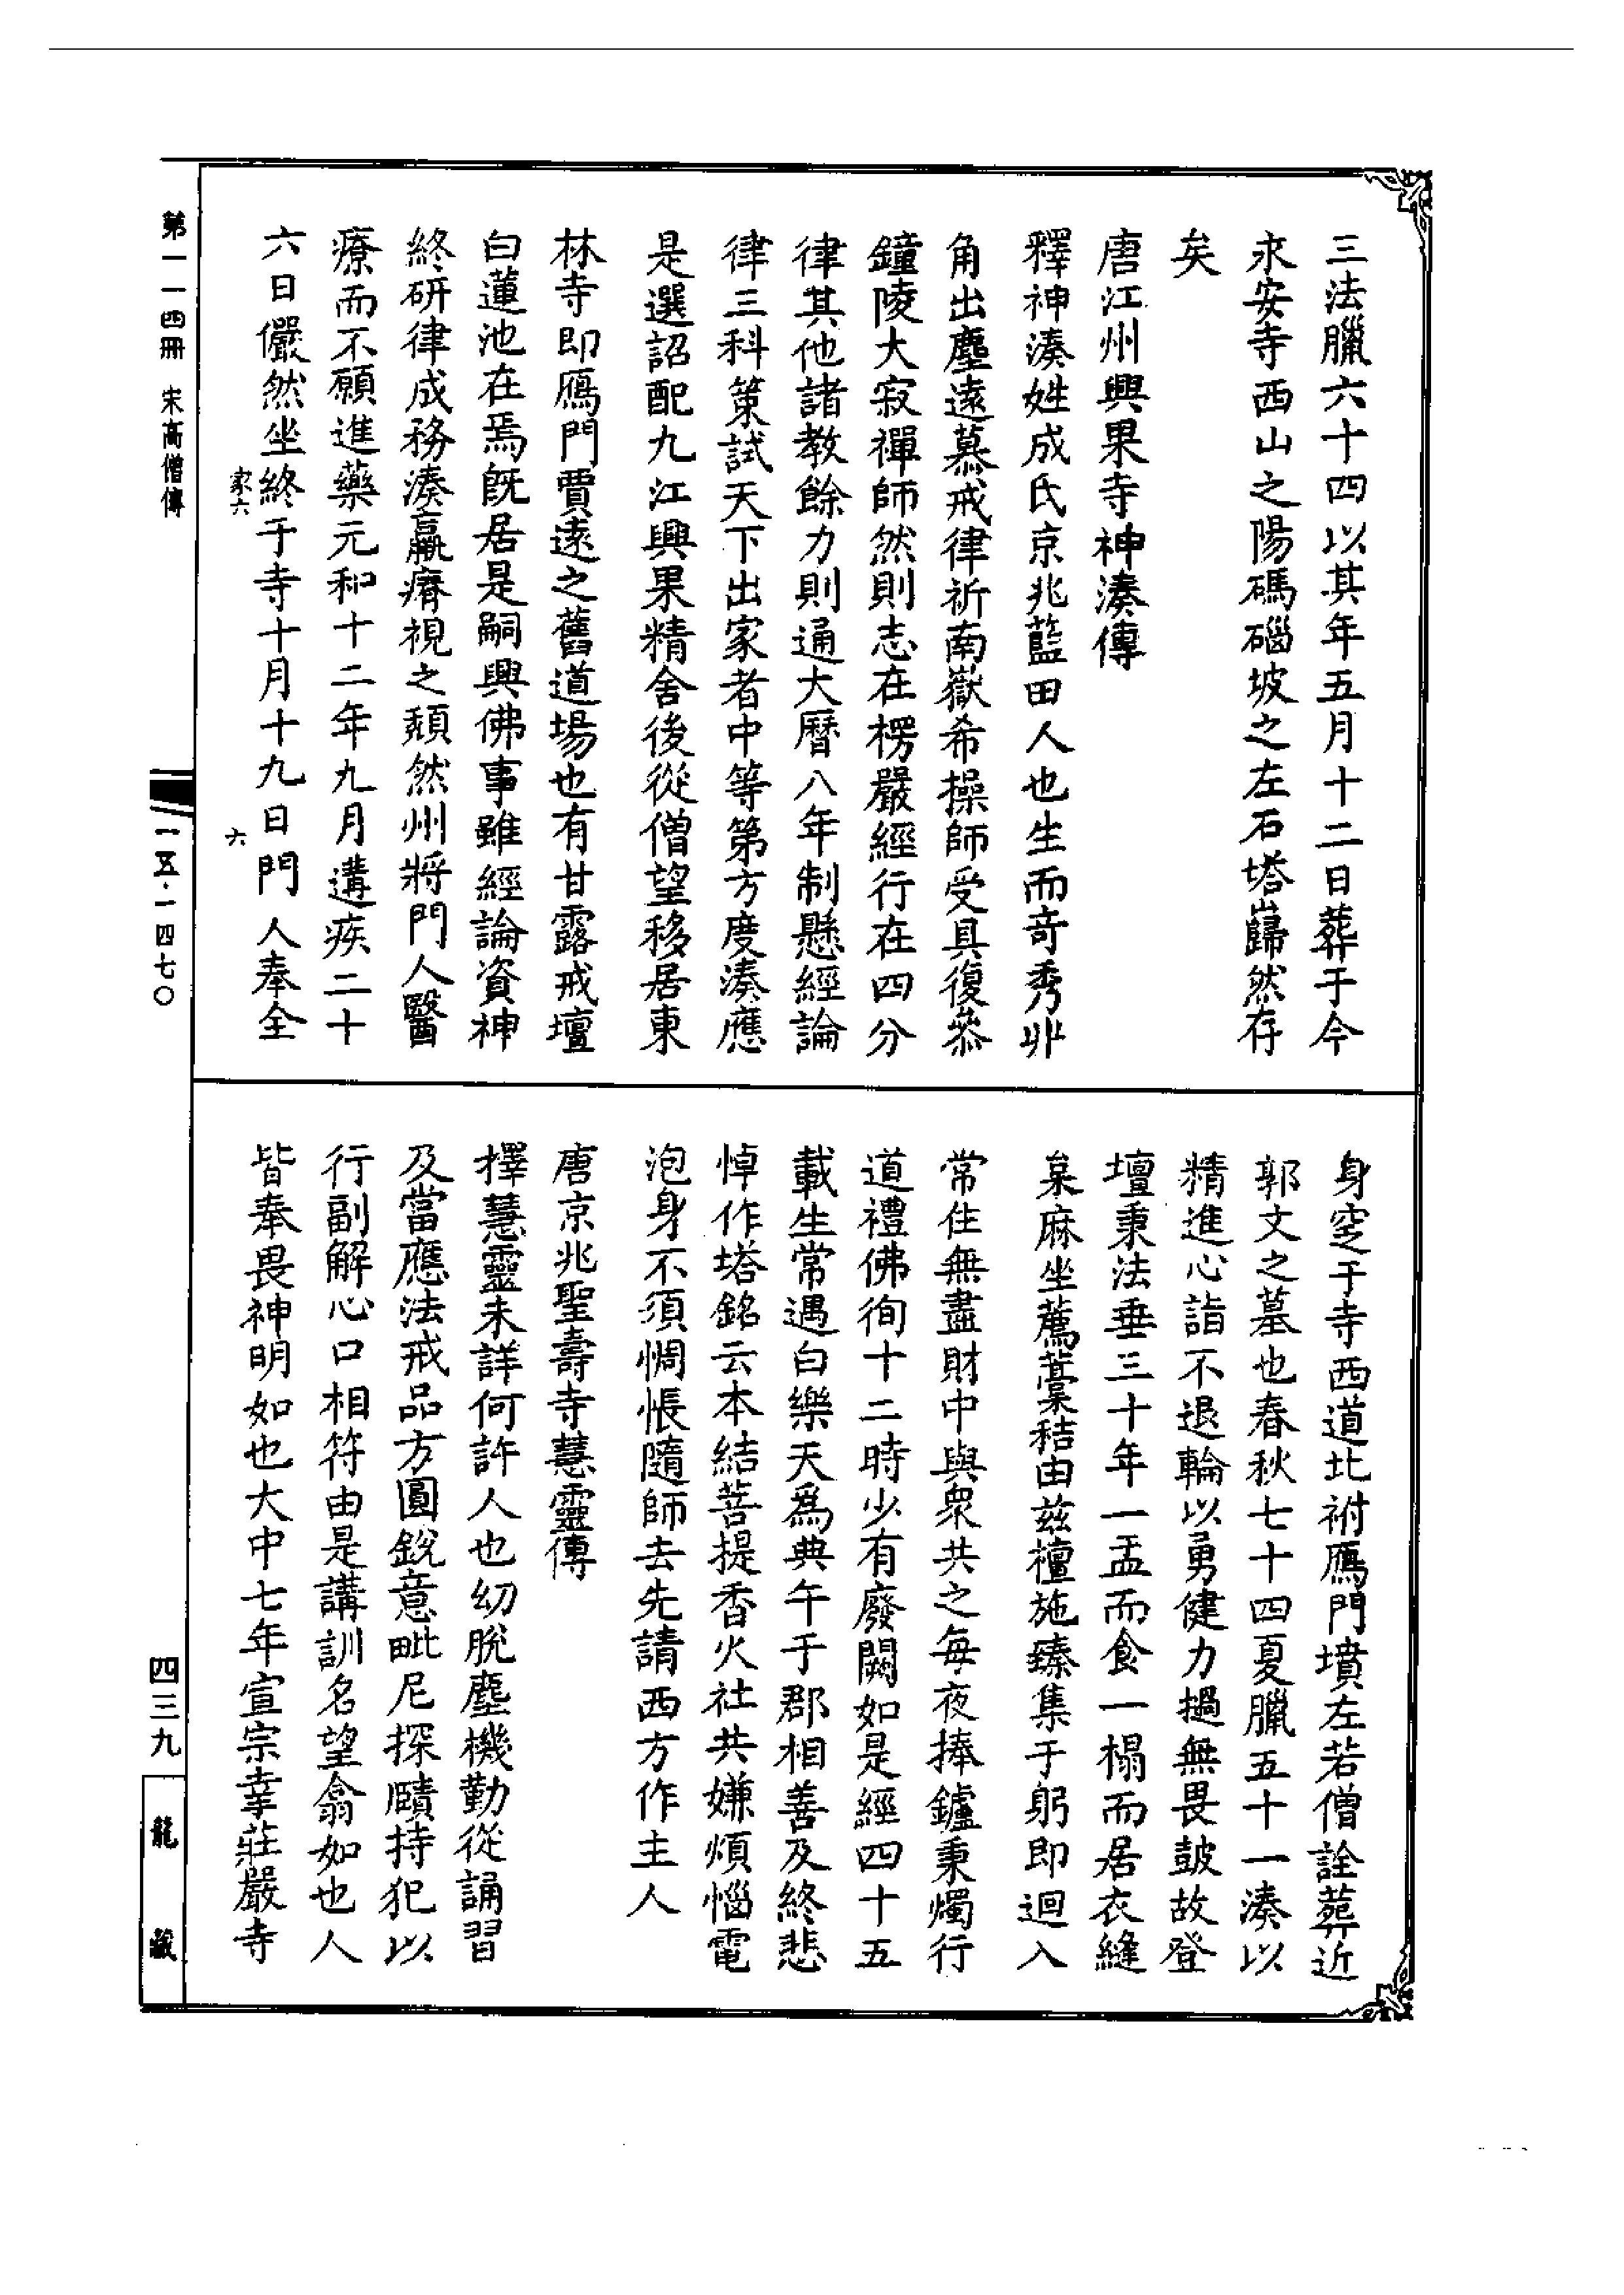 三法臘六十四以其年五月十二日葬于今
永安寺西山之陽碼碯坡之左石塔巋然存
矣
唐江州興果寺神湊傳
釋神湊姓成氏京兆藍田人也生而奇秀丱
角出塵遠慕戒律祈南嶽希操師受具復叅
鐘陵大寂禪師然則志在楞嚴經行在四分
律其他諸教餘力則通大曆八年制懸經論
律三科策試天下出家者中等第方度湊應
是選詔配九江興果精舍後從僧望移居東
林寺即鴈門賈遠之舊道場也有甘露戒壇
白蓮池在焉既居是嗣興佛事雖經論資神
終研律成務湊羸瘠視之頹然州將門人醫
療而不願進藥元和十二年九月遘疾二十
六日儼然坐終于寺十月十九日門人奉全
身窆于寺西道北祔鴈門墳左若僧詮葬近
郭文之墓也春秋七十四夏臘五十一湊以
精進心詣不退輪以勇健力撾無畏鼓故登
壇秉法垂三十年一盂而食一榻而居衣縫
枲麻坐薦藁秸由茲檀施臻集于躬即迴入
常住無盡財中與衆共之每夜捧鑪秉燭行
道禮佛徇十二時少有廢闕如是經四十五
載生常遇白樂天爲典午于郡相善及終悲
悼作塔銘云本結菩提香火社共嫌煩惱電
泡身不須惆悵隨師去先請西方作主人
唐京兆聖壽寺慧靈傳
擇慧靈未詳何許人也幼脫塵機勤從誦習
及當應法戒品方圓銳意毗尼探賾持犯以
行副解心口相符由是講訓名望翕如也人
皆奉畏神明如也大中七年宣宗幸莊嚴寺
家六
六
第一一四冊 宋高僧傳
一五·一四七〇
四三九
龍藏